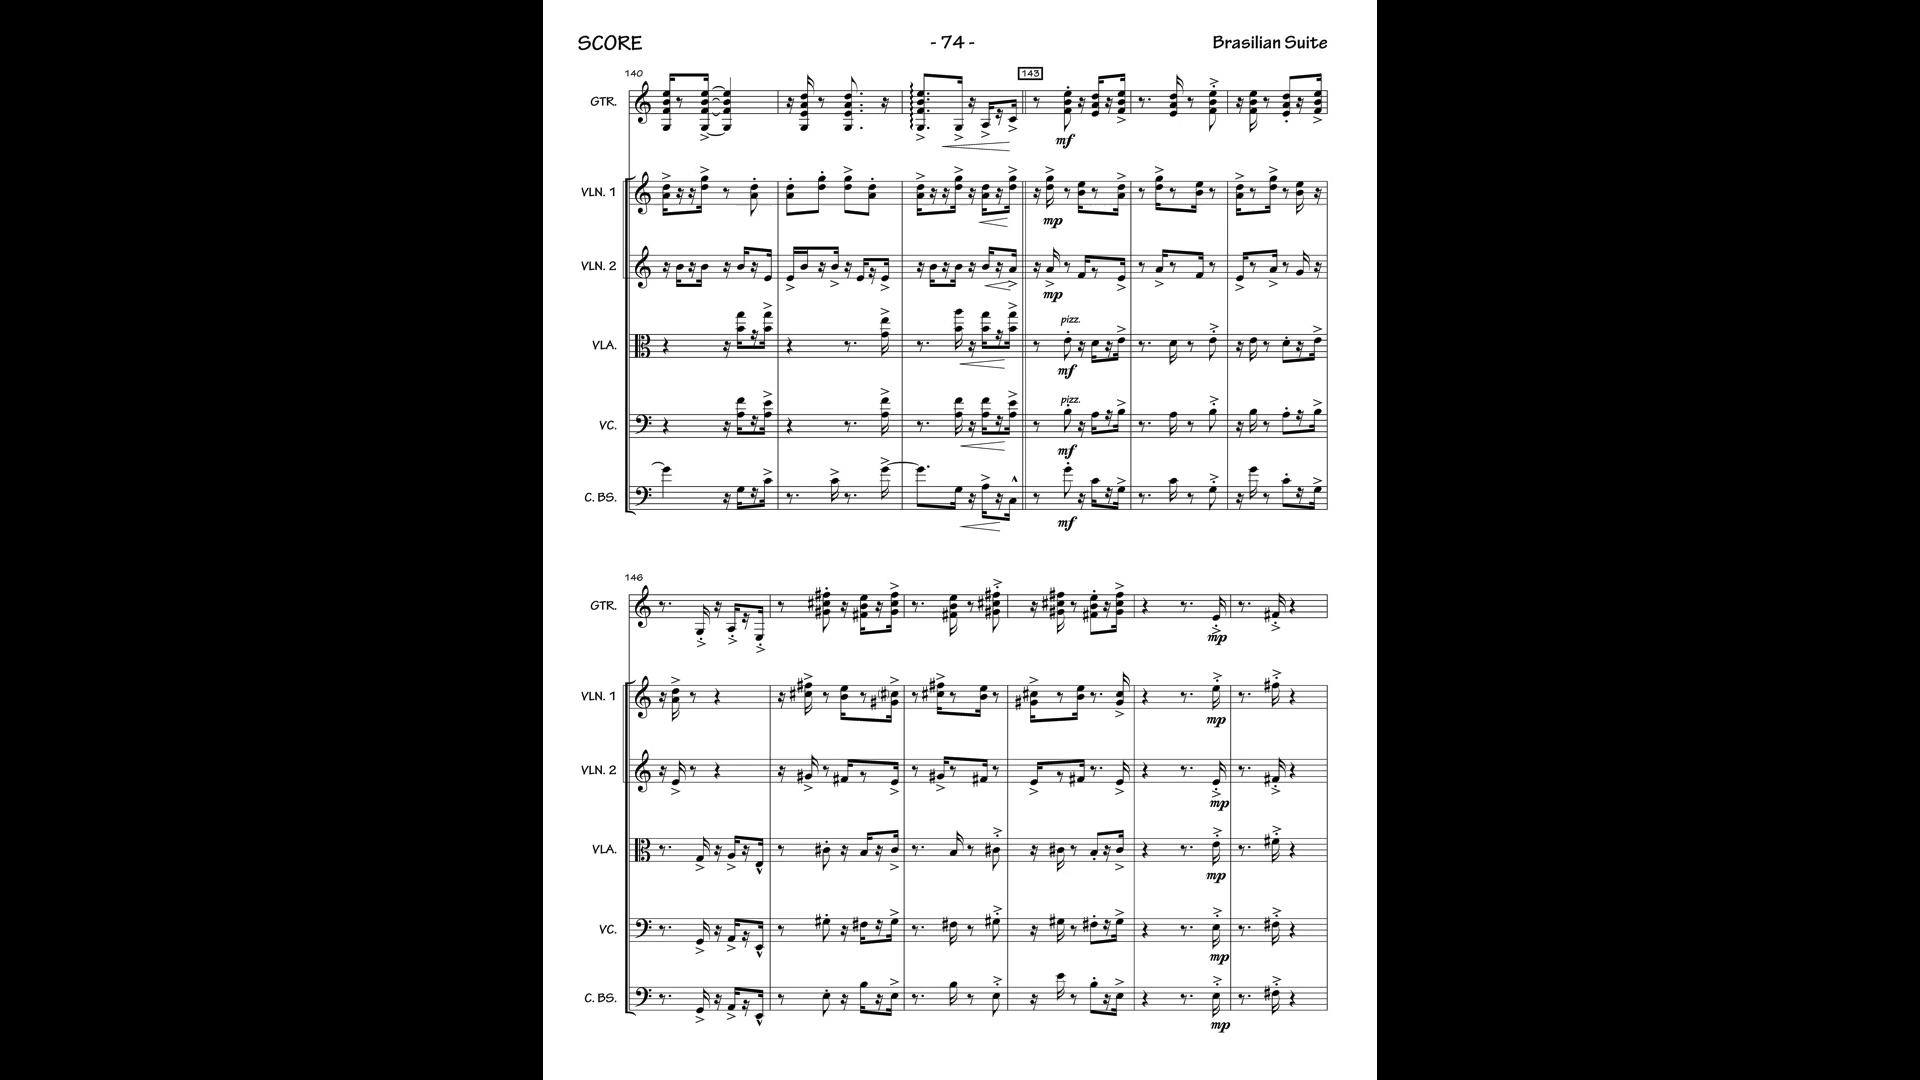 SCORE - 74 - Brasilian Suite
140 143
GTR.
mf
VLN. 1
mp
VLN. 2
mp
pizz.
VLA.
mf
pizz.
VC.
mf
C. BS.
mf
146
GTR.
mp
VLN. 1
mp
VLN. 2
mp
VLA.
mp
VC.
mp
C. BS.
mp